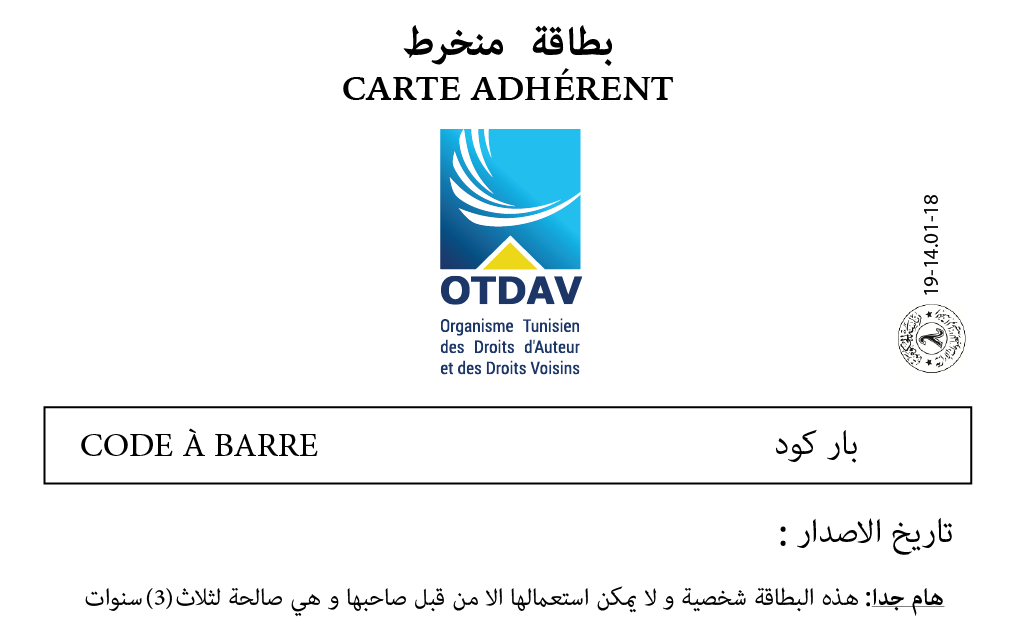 بطاقة منخرط
CARTE ADHÉRENT
OTDAV
Organisme Tunisien
des Droits d'Auteur
et des Droits Voisins
19-14.01-18
CODE À BARRE
بار كود
تاريخ الاصدار :
هام جدا: هذه البطاقة شخصية و لا يمكن استعمالها الا من قبل صاحبها و هي صالحة لثلاث(3) سنوات